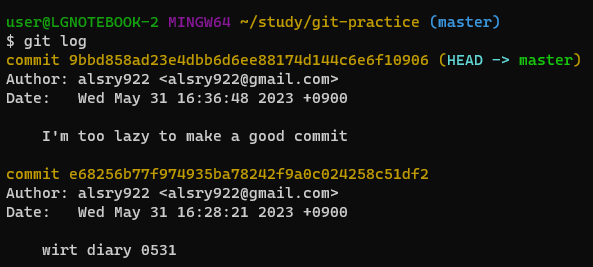 user@LGNOTEBOOK-2 MINGW64 ~/study/git-practice (master)
$ git log
commit 9bbd858ad23e4dbb6d6ee88174d144c6e6f10906 (HEAD -> master)
Author: alsry922 <alsry922@gmail.com>
Date:   Wed May 31 16:36:48 2023 +0900

    I'm too lazy to make a good commit

commit e68256b77f974935ba78242f9a0c024258c51df2
Author: alsry922 <alsry922@gmail.com>
Date:   Wed May 31 16:28:21 2023 +0900

    wirt diary 0531